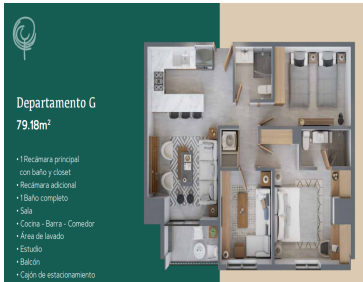 Departamento G
79.18m²
• 1 Recámara principal
con baño y closet
• Recámara adicional
• 1 Baño completo
• Sala
• Cocina - Barra - Comedor
• Área de lavado
• Estudio
• Balcón
• Cajón de estacionamiento